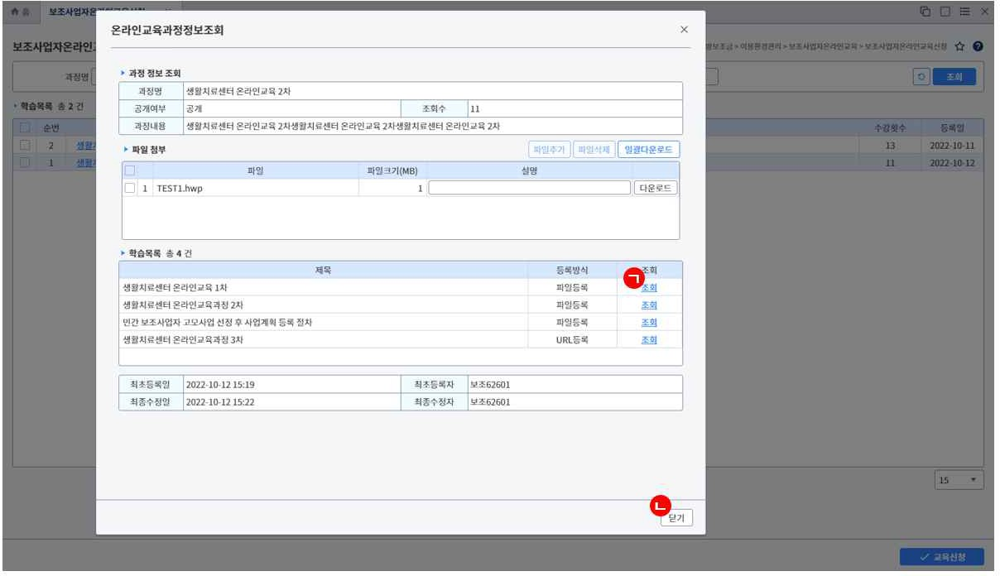 홈 보조사업자온
온라인교육과정정보조회
보조사업자온라인 보조금 > 이용환경관리 > 보조사업자온라인교육 > 보조사업자온라인교육신청
과정명 조회
학습목록 총 2 건
순번 수강횟수 등록일
2 생활 13 2022-10-11
1 생활 11 2022-10-12
과정 정보 조회
과정명 생활치료센터 온라인교육 2차
공개여부 공개 조회수 11
과정내용 생활치료센터 온라인교육 2차생활치료센터 온라인교육 2차생활치료센터 온라인교육 2차
파일 첨부 파일추가 파일삭제 일괄다운로드
파일 파일크기(MB) 설명
1 TEST1.hwp 1 다운로드
학습목록 총 4 건
제목 등록방식 조회
ㄱ
생활치료센터 온라인교육 1차 파일등록 조회
생활치료센터 온라인교육과정 2차 파일등록 조회
민간 보조사업자 고모사업 선정 후 사업계획 등록 절차 파일등록 조회
생활치료센터 온라인교육과정 3차 URL등록 조회
최초등록일 2022-10-12 15:19 최초등록자 보조62601
최종수정일 2022-10-12 15:22 최종수정자 보조62601
15
ㄴ
닫기
교육신청